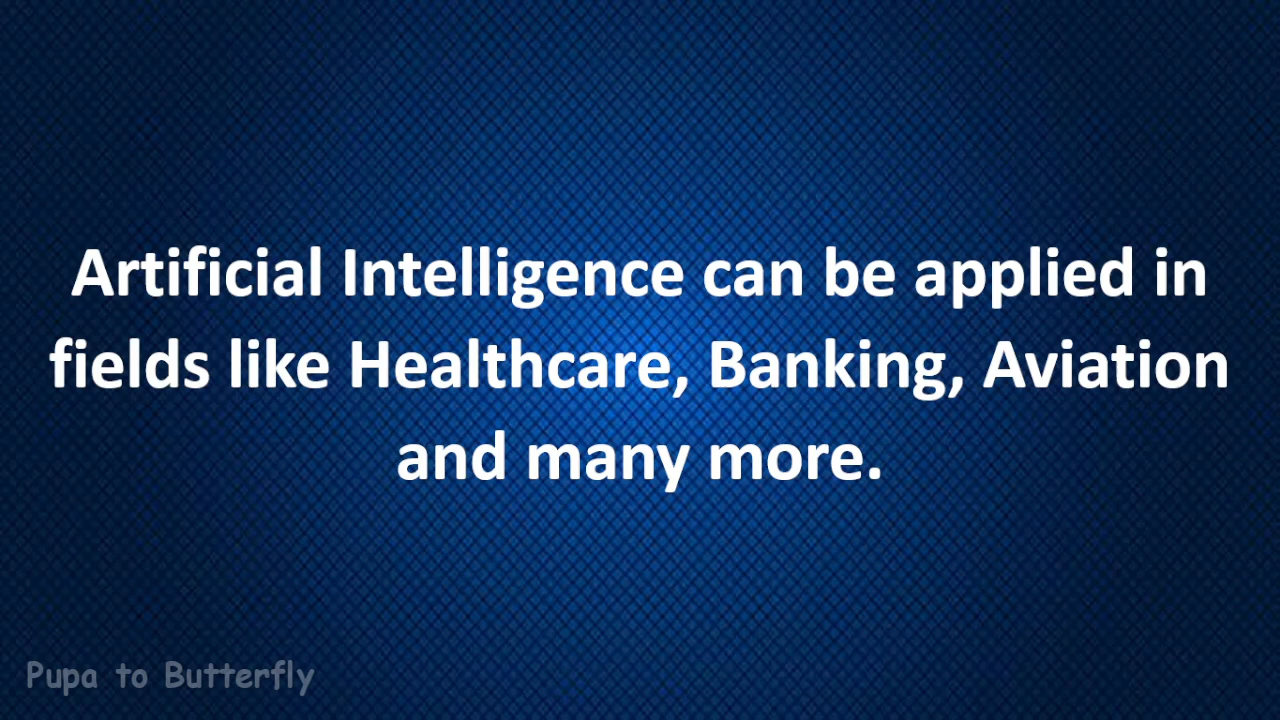 Artificial Intelligence can be applied in
fields like Healthcare, Banking, Aviation
and many more.
Pupa to Butterfly